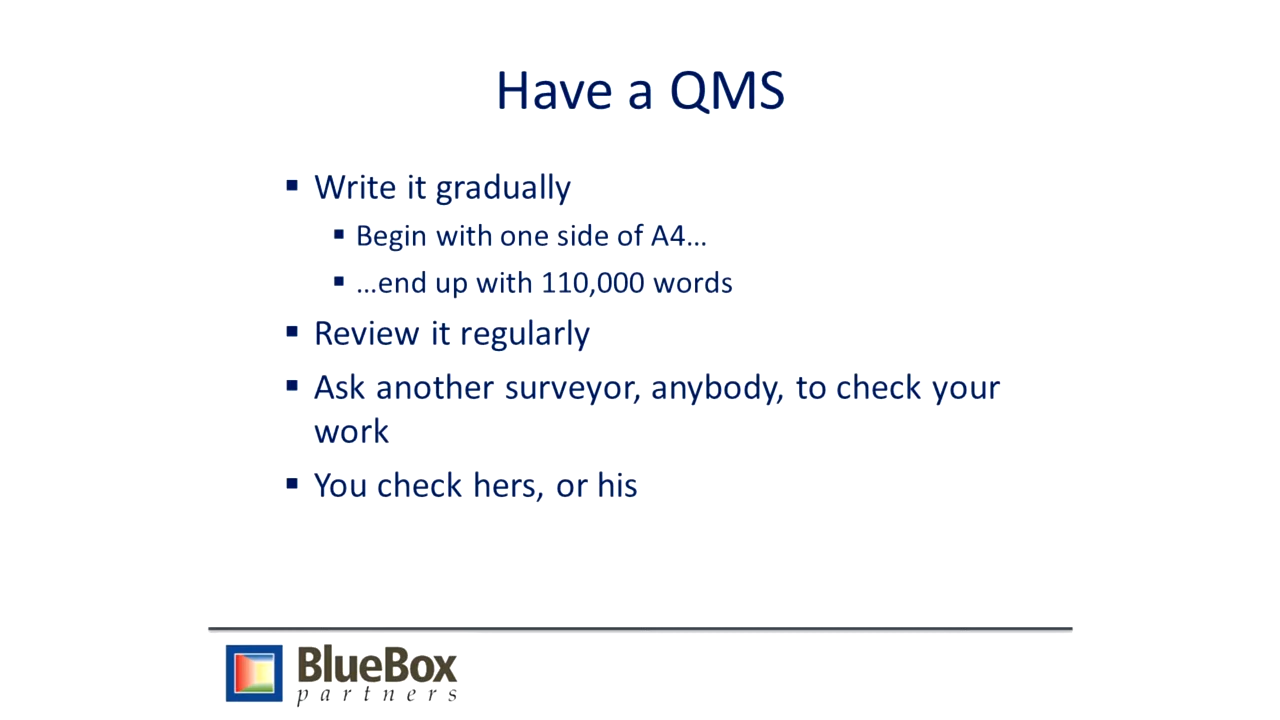 Have a QMS
▪ Write it gradually
▪ Begin with one side of A4...
▪ ...end up with 110,000 words
▪ Review it regularly
▪ Ask another surveyor, anybody, to check your
work
▪ You check hers, or his
BlueBox
partners